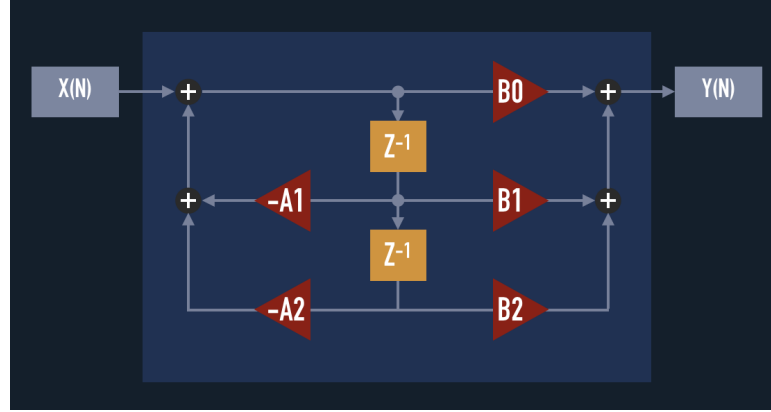 X(N)
+
B0
+
Y(N)
Z-1
+
-A1
B1
+
Z-1
-A2
B2